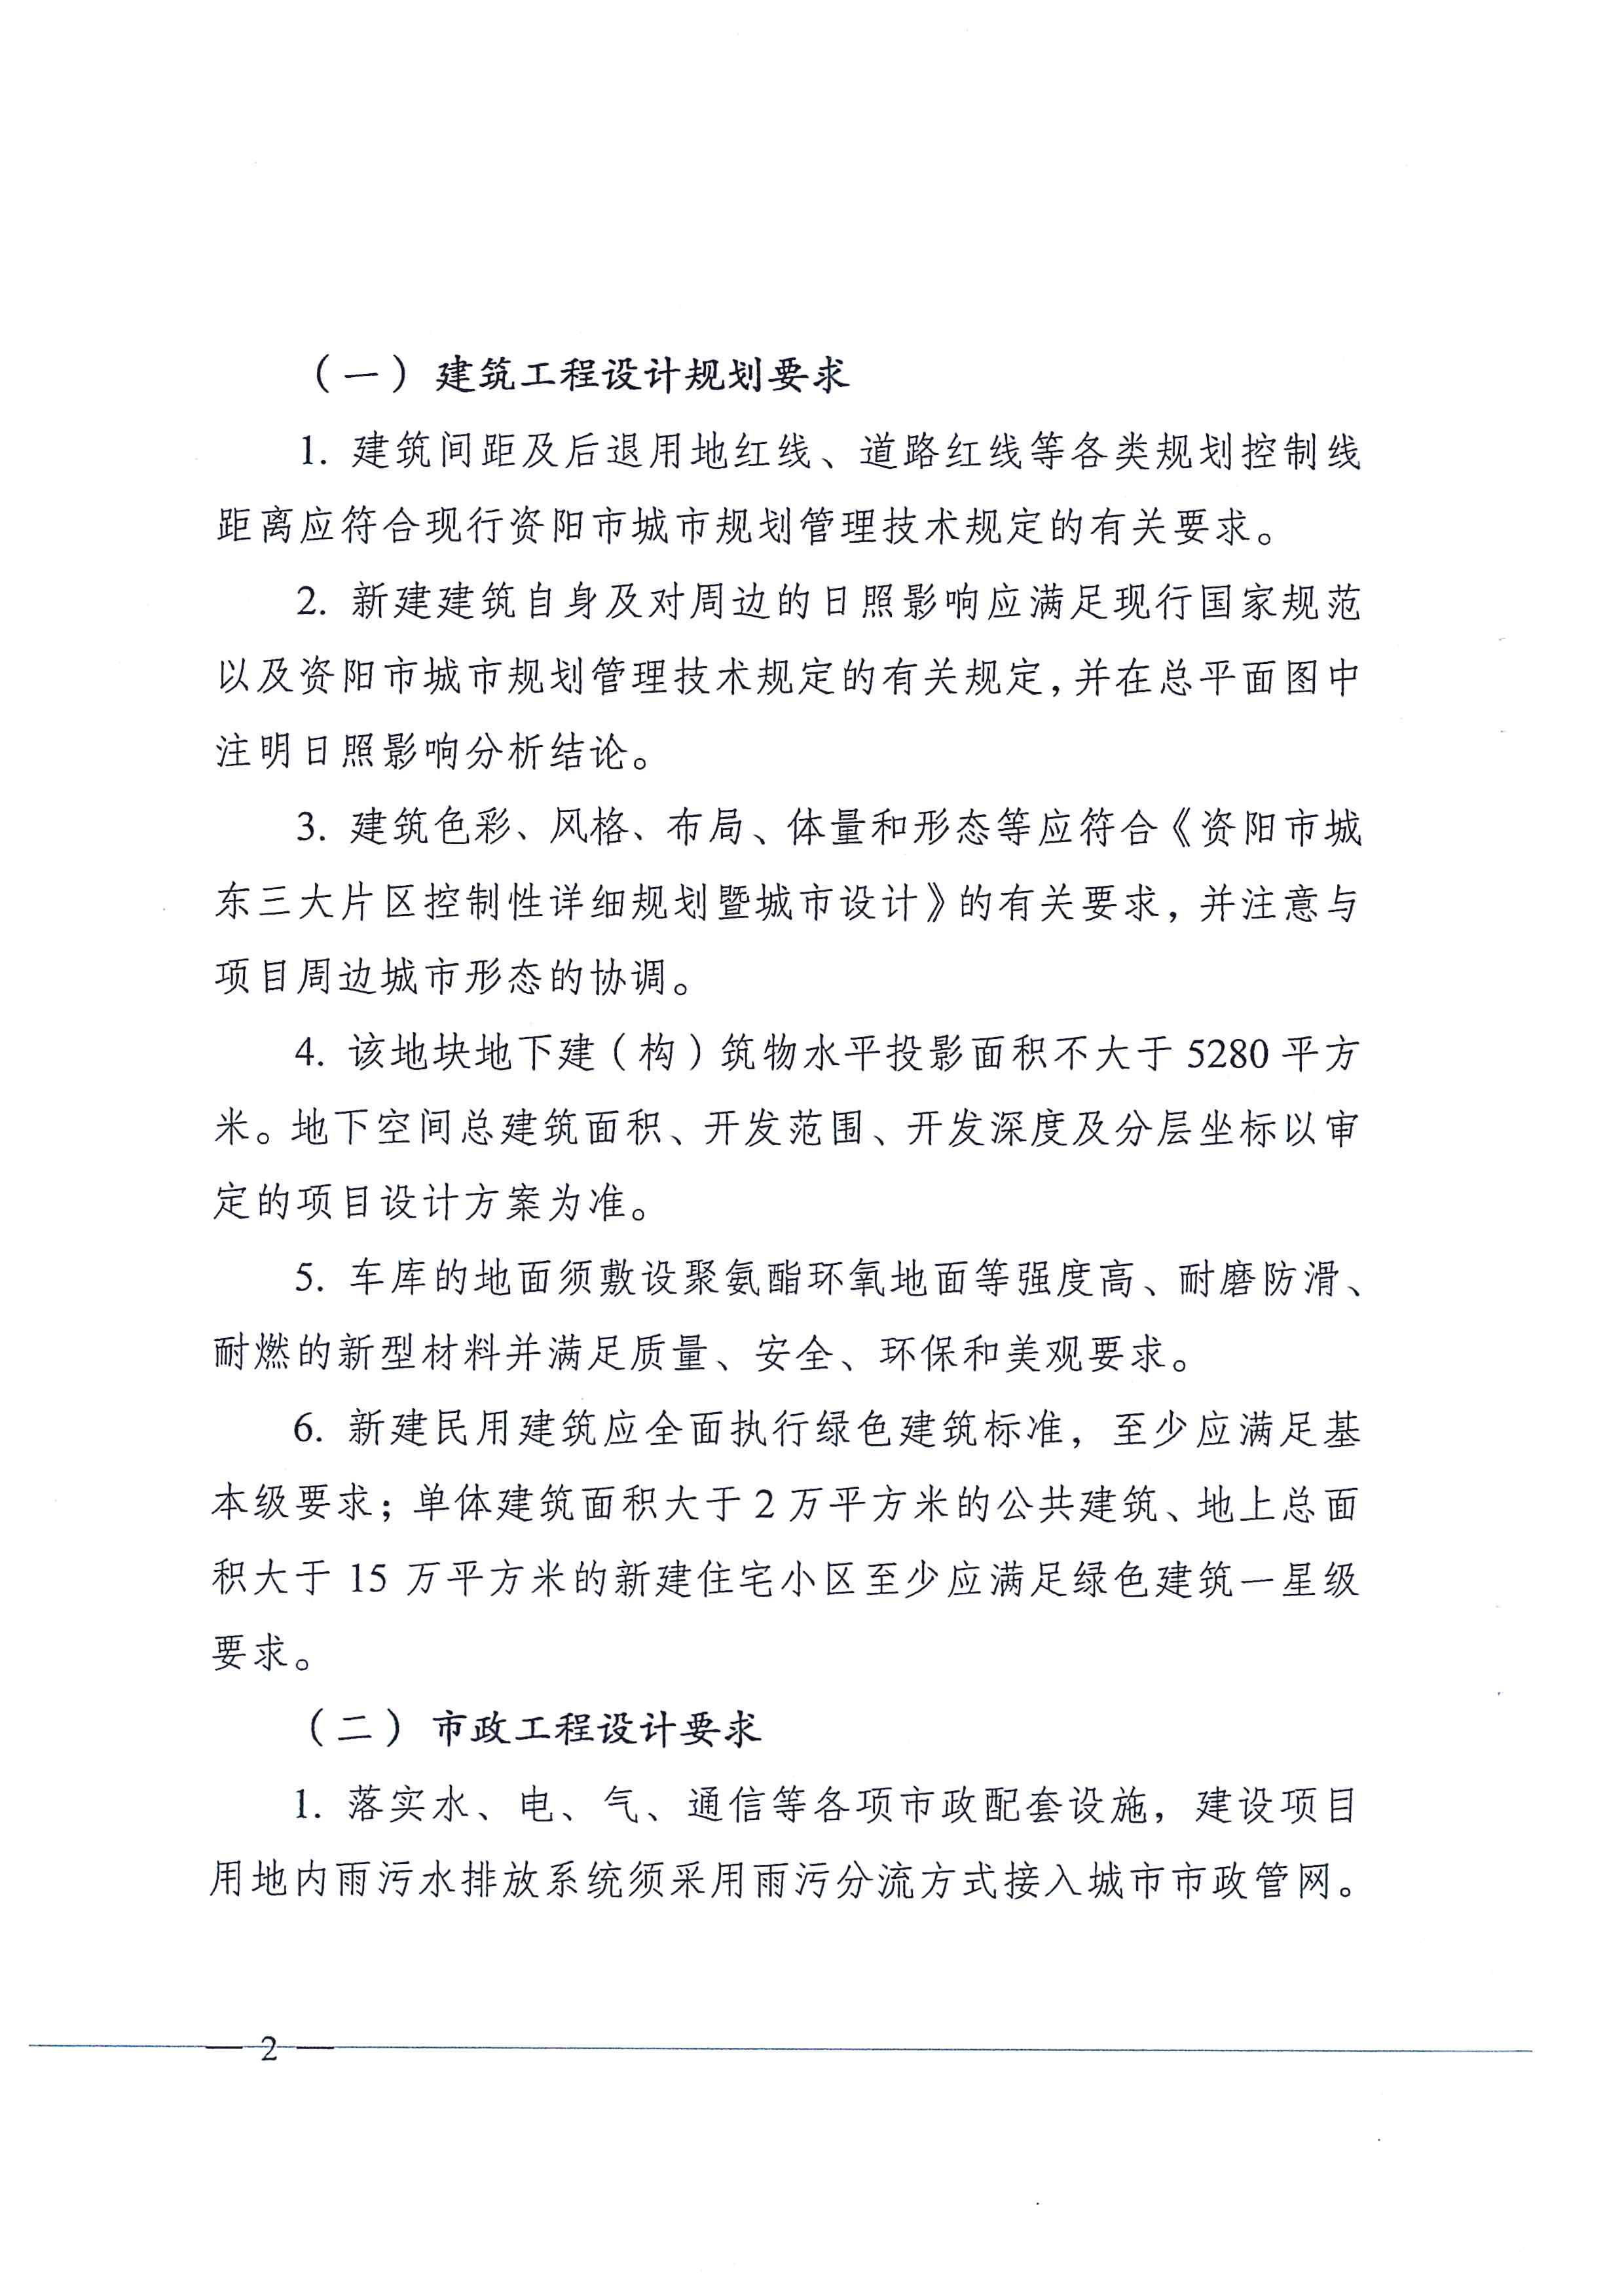 （一）建筑工程设计规划要求
1. 建筑间距及后退用地红线、道路红线等各类规划控制线
距离应符合现行资阳市城市规划管理技术规定的有关要求。
2. 新建建筑自身及对周边的日照影响应满足现行国家规范
以及资阳市城市规划管理技术规定的有关规定，并在总平面图中
注明日照影响分析结论。
3. 建筑色彩、风格、布局、体量和形态等应符合《资阳市城
东三大片区控制性详细规划暨城市设计》的有关要求，并注意与
项目周边城市形态的协调。
4. 该地块地下建（构）筑物水平投影面积不大于 5280 平方
米。地下空间总建筑面积、开发范围、开发深度及分层坐标以审
定的项目设计方案为准。
5. 车库的地面须敷设聚氨酯环氧地面等强度高、耐磨防滑、
耐燃的新型材料并满足质量、安全、环保和美观要求。
6. 新建民用建筑应全面执行绿色建筑标准，至少应满足基
本级要求；单体建筑面积大于 2 万平方米的公共建筑、地上总面
积大于 15 万平方米的新建住宅小区至少应满足绿色建筑一星级
要求。
（二）市政工程设计要求
1. 落实水、电、气、通信等各项市政配套设施，建设项目
用地内雨污水排放系统须采用雨污分流方式接入城市市政管网。
— 2 —